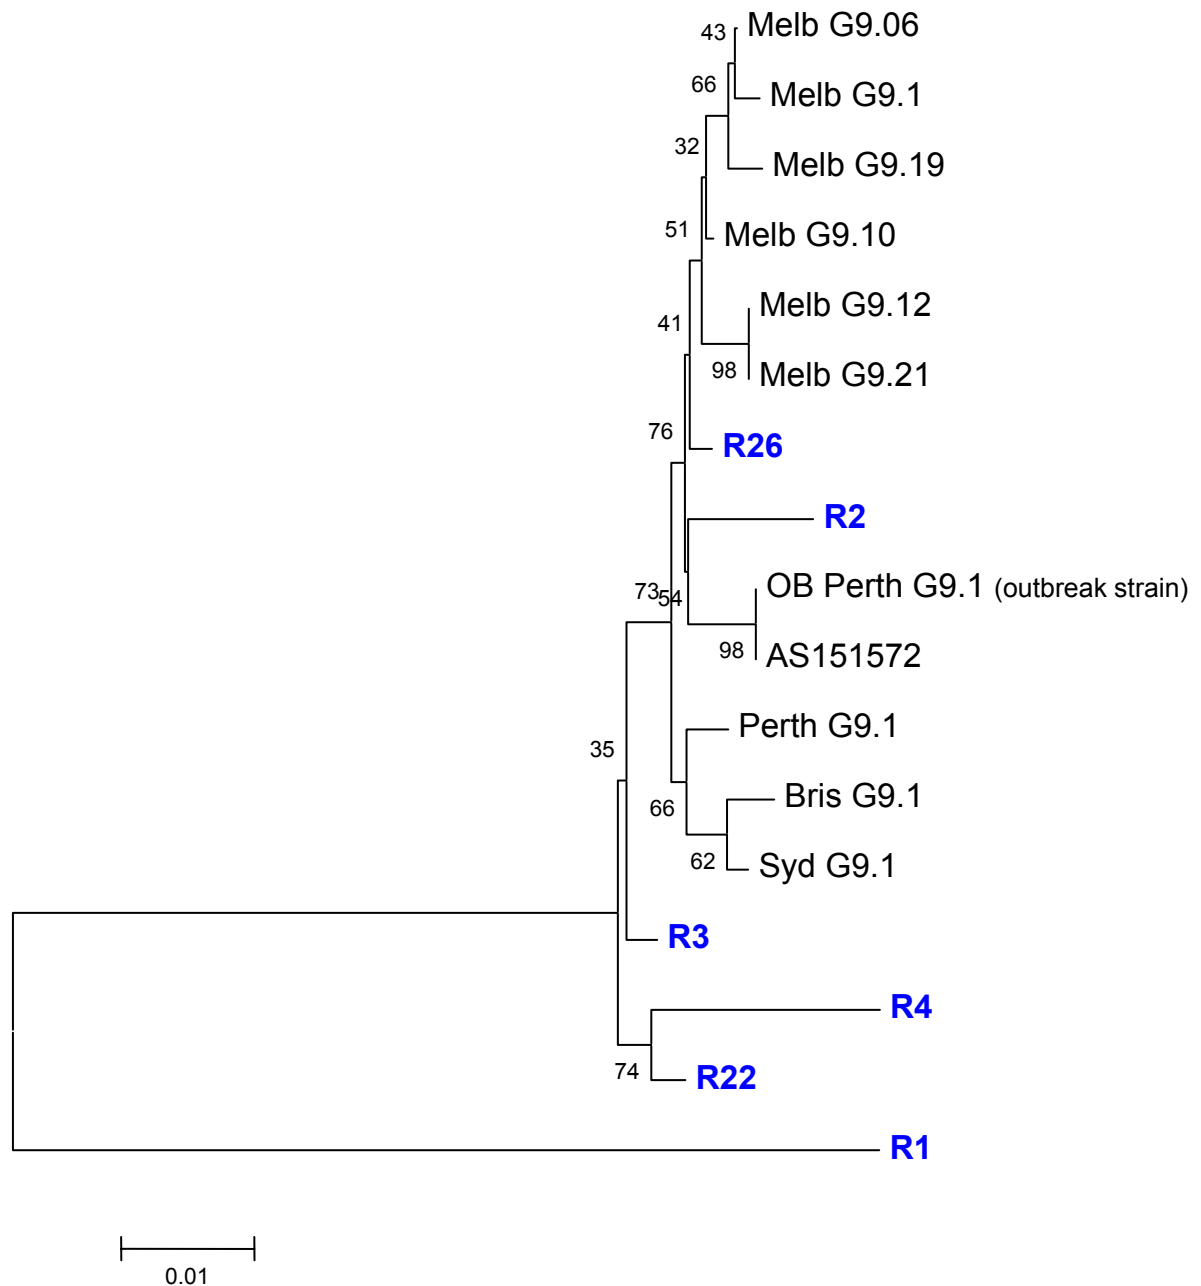 43
Melb G9.06
66
Melb G9.1
32
Melb G9.19
51
Melb G9.10
Melb G9.12
41
98
Melb G9.21
76
R26
R2
OB Perth G9.1 (outbreak strain)
73
54
98
AS151572
Perth G9.1
35
Bris G9.1
66
62
Syd G9.1
R3
R4
74
R22
R1
0.01